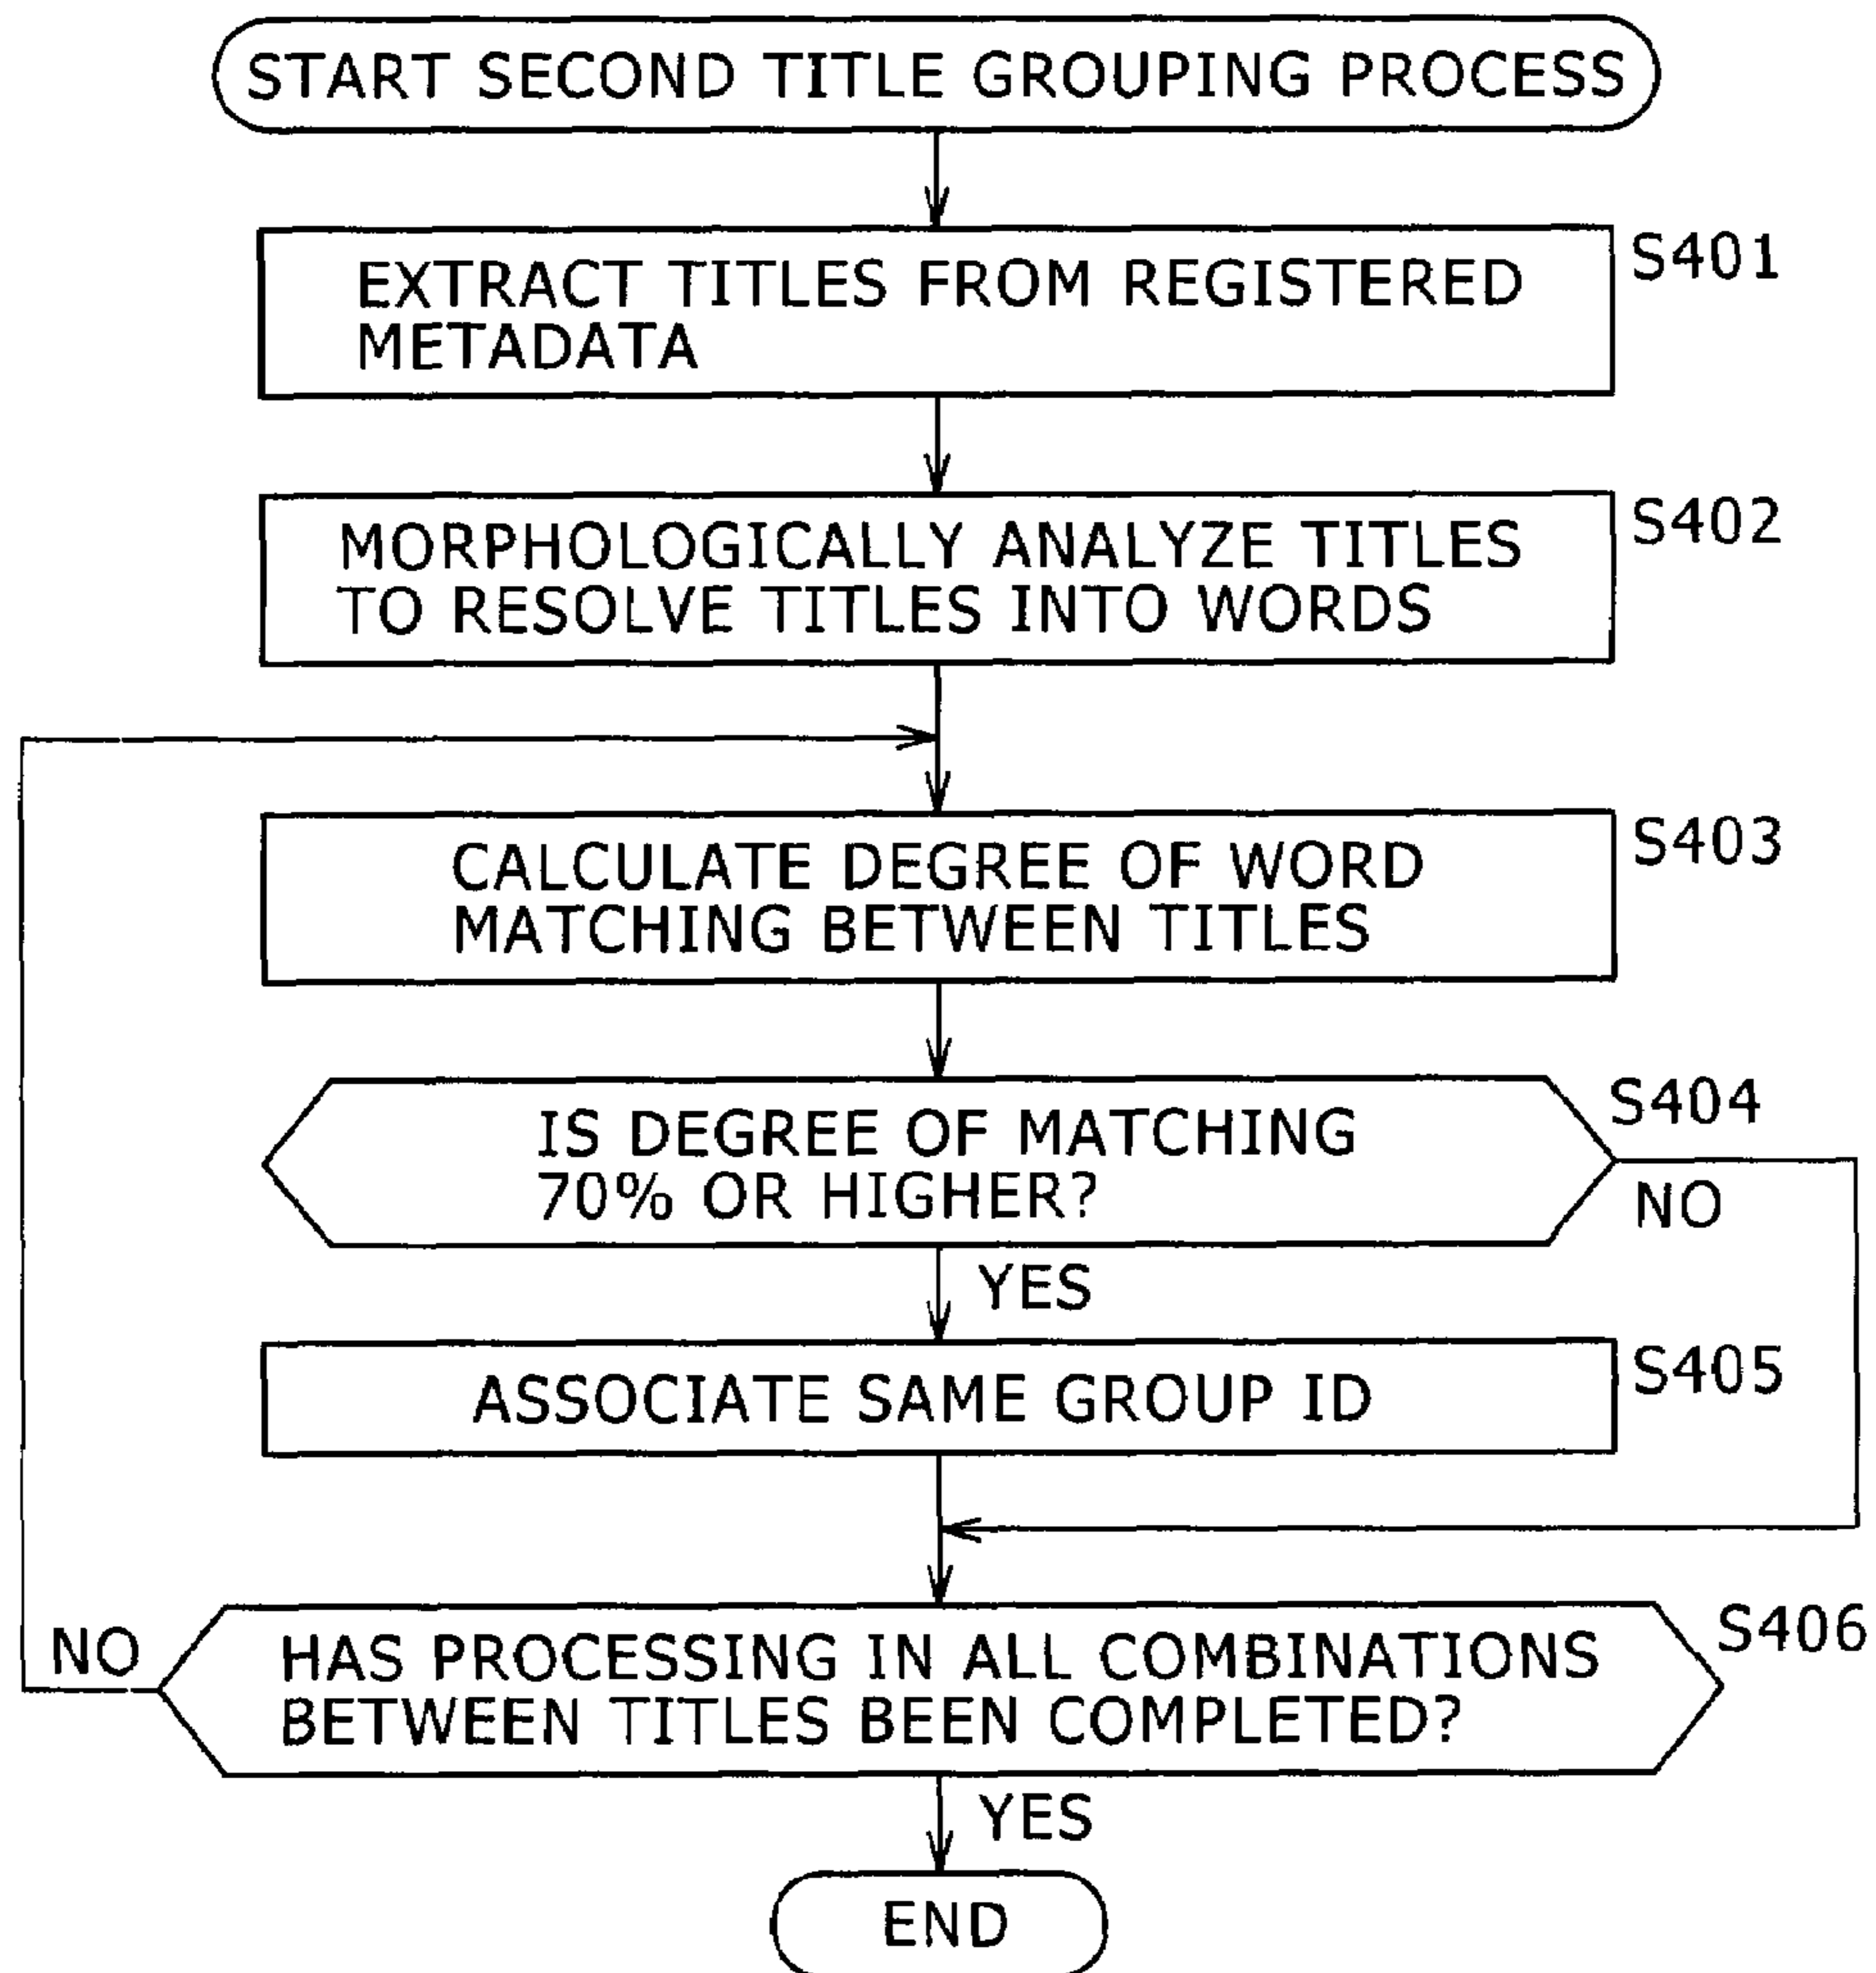 START SECOND TITLE GROUPING PROCESS
S401
EXTRACT TITLES FROM REGISTERED
METADATA
S402
MORPHOLOGICALLY ANALYZE TITLES
TO RESOLVE TITLES INTO WORDS
S403
CALCULATE DEGREE OF WORD
MATCHING BETWEEN TITLES
S404
IS DEGREE OF MATCHING
70% OR HIGHER?
NO
YES
S405
ASSOCIATE SAME GROUP ID
S406
NO
HAS PROCESSING IN ALL COMBINATIONS
BETWEEN TITLES BEEN COMPLETED?
YES
END